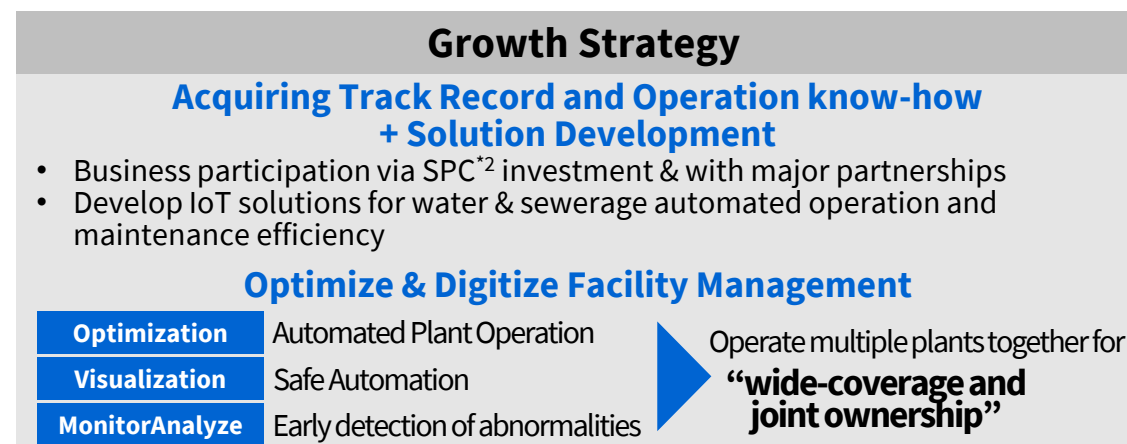 Growth Strategy
Acquiring Track Record and Operation know-how
+ Solution Development
• Business participation via SPC*2 investment & with major partnerships
• Develop IoT solutions for water & sewerage automated operation and
maintenance efficiency
Optimize & Digitize Facility Management
Optimization Automated Plant Operation
Visualization Safe Automation
MonitorAnalyze Early detection of abnormalities
Operate multiple plants together for
“wide-coverage and
joint ownership”